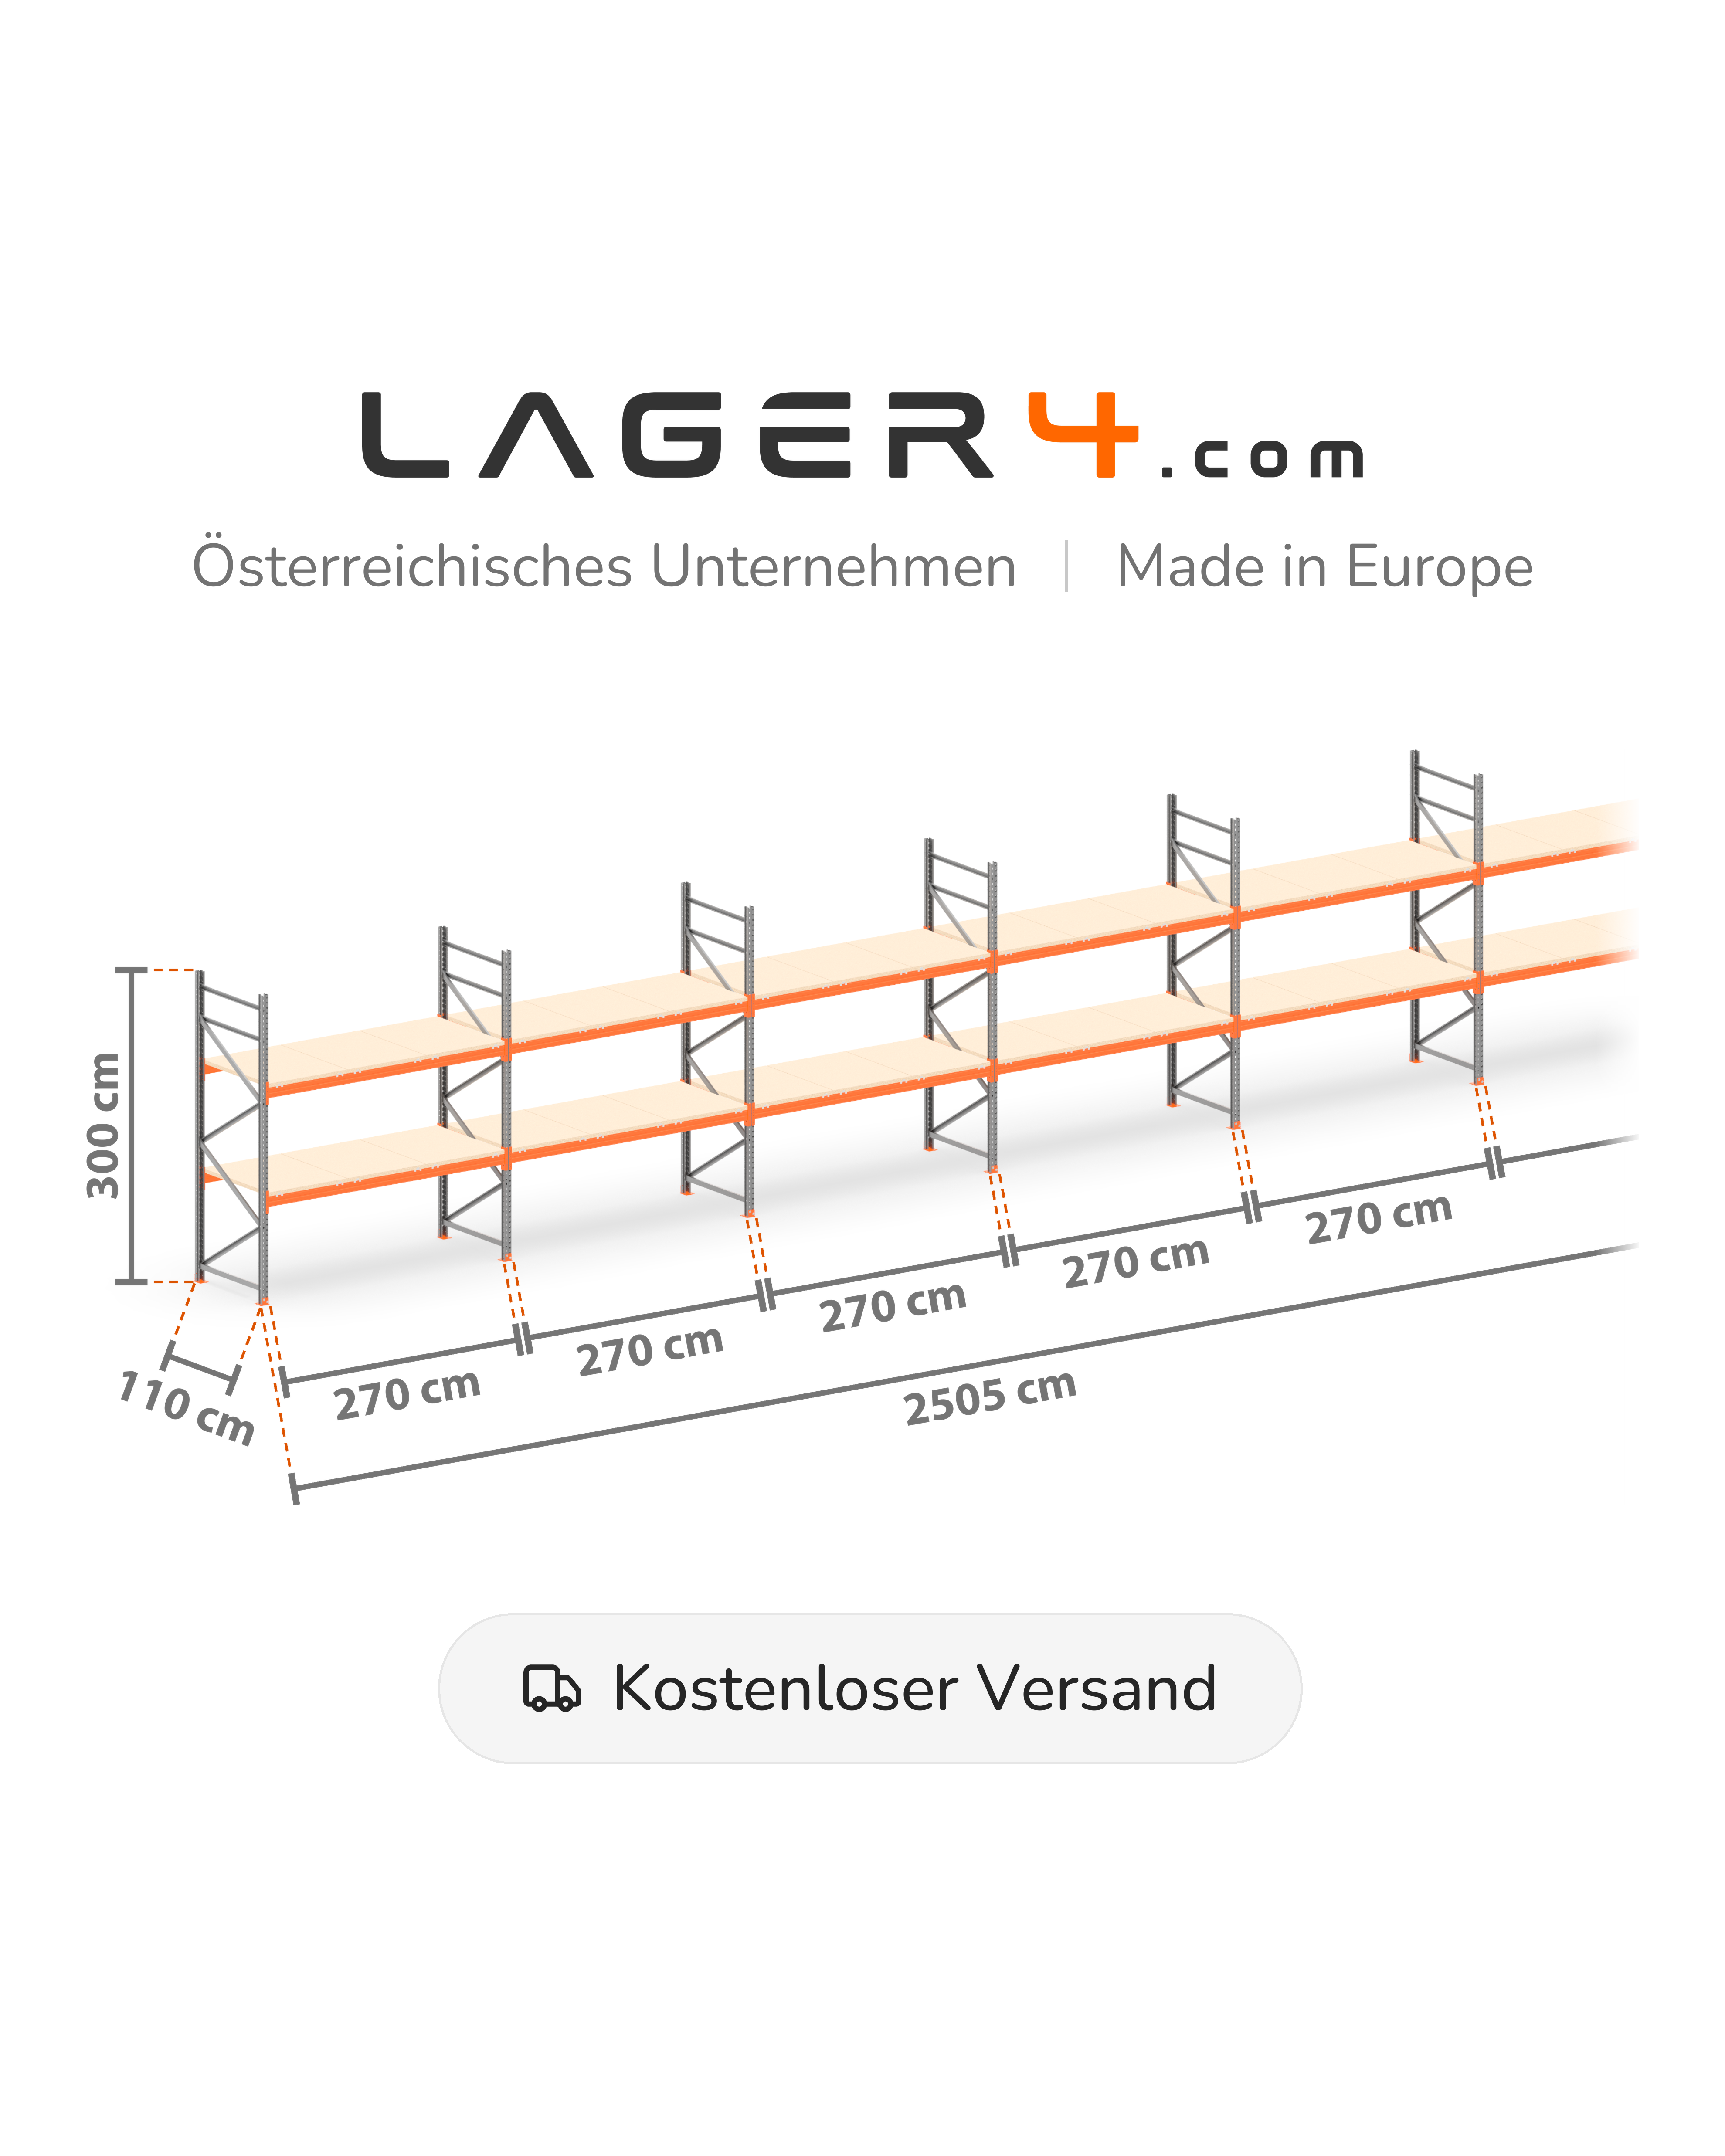 LAGER4.com
Österreichisches Unternehmen | Made in Europe
300 cm
110 cm
270 cm
270 cm
270 cm
270 cm
270 cm
2505 cm
Kostenloser Versand